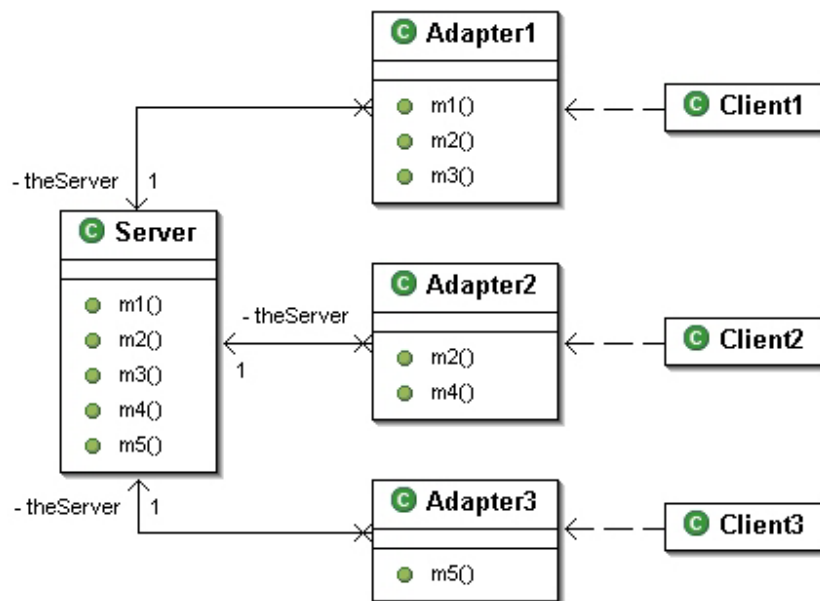 C Adapter1
m1()
m2()
m3()
C Client1
- theServer
1
C Server
m1()
m2()
m3()
m4()
m5()
- theServer
1
C Adapter2
m2()
m4()
C Client2
- theServer
1
C Adapter3
m5()
C Client3